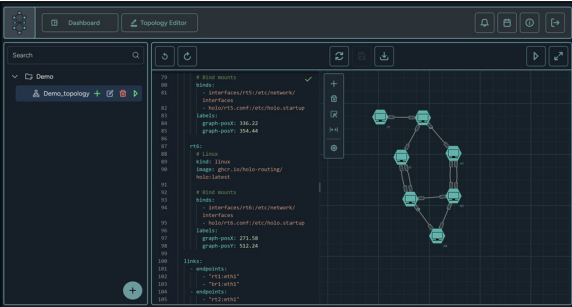 Dashboard
Topology Editor
Search
Demo
Demo_topology
79 # Bind mounts
80 binds:
81 - interfaces/rt5:/etc/network/
interfaces
82 - holo/rt5.conf:/etc/holo.startup
83 labels:
84 graph-posX: 336.22
85 graph-posY: 354.44
86
87 rt6:
88 # Linux
89 kind: linux
90 image: ghcr.io/holo-routing/
holo:latest
91
92 # Bind mounts
93 binds:
94 - interfaces/rt6:/etc/network/
interfaces
95 - holo/rt6.conf:/etc/holo.startup
96 labels:
97 graph-posX: 271.58
98 graph-posY: 512.24
99
100 links:
101 - endpoints:
102 - "rt1:eth1"
103 - "br1:eth1"
104 - endpoints:
105 - "rt2:eth1"